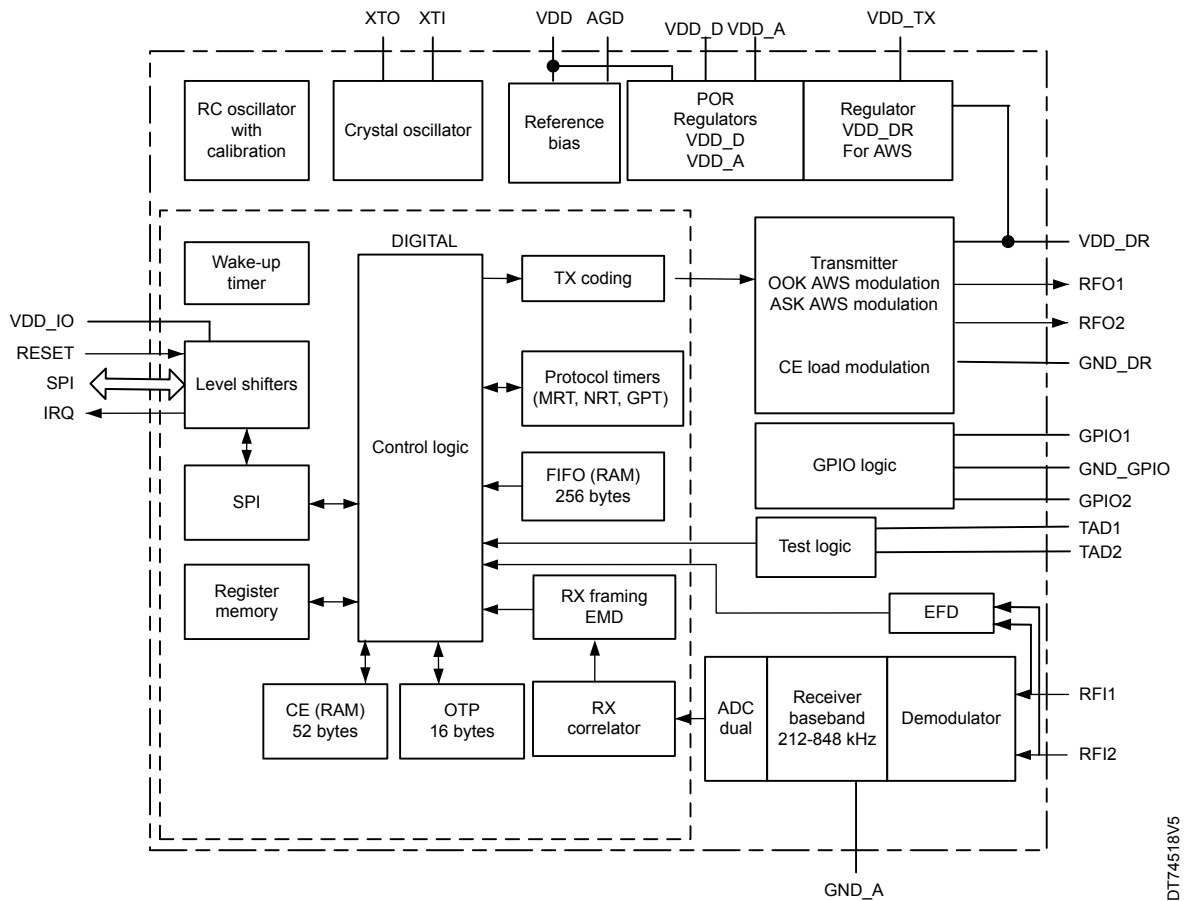 XTO
XTI
VDD
AGD
VDD_D
VDD_A
VDD_TX
RC oscillator
with
calibration
Crystal oscillator
Reference
bias
POR
Regulators
VDD_D
VDD_A
Regulator
VDD_DR
For AWS
DIGITAL
Wake-up
timer
TX coding
Transmitter
OOK AWS modulation
ASK AWS modulation
CE load modulation
VDD_DR
RFO1
RFO2
GND_DR
VDD_IO
RESET
SPI
IRQ
Level shifters
Protocol timers
(MRT, NRT, GPT)
Control logic
GPIO logic
GPIO1
GND_GPIO
GPIO2
SPI
FIFO (RAM)
256 bytes
Test logic
TAD1
TAD2
Register
memory
RX framing
EMD
EFD
CE (RAM)
52 bytes
OTP
16 bytes
RX
correlator
ADC
dual
Receiver
baseband
212-848 kHz
Demodulator
RFI1
RFI2
GND_A
DT74518V5